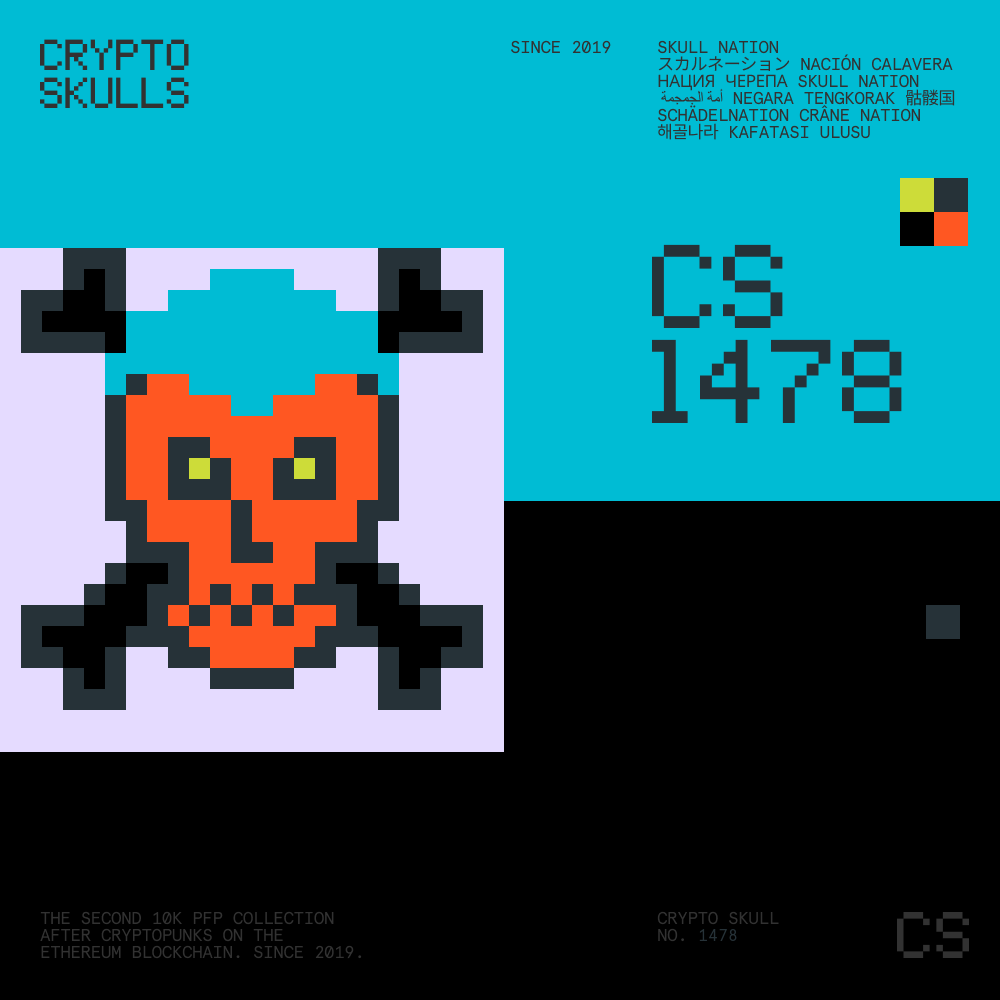 CRYPTO
SKULLS
SINCE 2019
SKULL NATION
スカルネーション NACIÓN CALAVERA
НАЦИЯ ЧЕРЕПА SKULL NATION
أمة الجمجمة NEGARA TENGKORAK 骷髅国
SCHÄDELNATION CRÂNE NATION
해골나라 KAFATASI ULUSU
CS
1478
THE SECOND 10K PFP COLLECTION
AFTER CRYPTOPUNKS ON THE
ETHEREUM BLOCKCHAIN. SINCE 2019.
CRYPTO SKULL
NO. 1478
CS